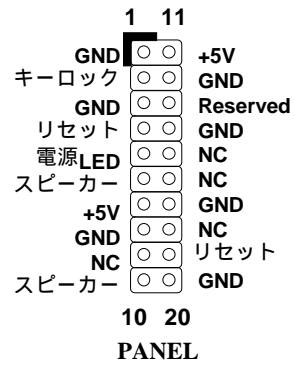 1 11
GND +5V
キーロック GND
GND Reserved
リセット GND
電源LED NC
スピーカー NC
+5V GND
GND NC
NC リセット
スピーカー GND
10 20
PANEL